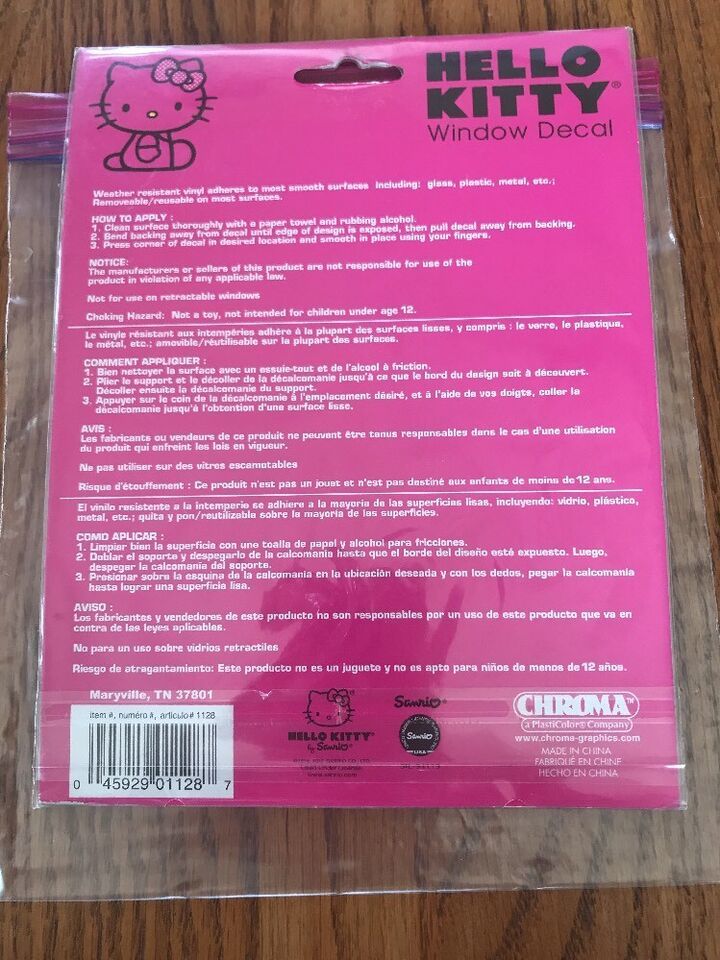 HELLO
KITTY®
Window Decal
Weather resistent vinyl adheres to most smooth surfaces including: glass, plastic, metal, etc.;
Removeable/reusable on most surfaces.
HOW TO APPLY :
1. Clean surface thoroughly with a paper towel and rubbing alcohol.
2. Bend backing away from decal until edge of design is exposed, then pull decal away from backing.
3. Press corner of decal in desired location and smooth in place using your fingers.
NOTICE:
The manufacturers or sellers of this product are not responsible for use of the
product in violation of any applicable law.
Not for use on retractable windows
Choking Hazard: Not a toy, not intended for children under age 12.
Le vinyle résistant aux intempéries adhère à la plupart des surfaces lisses, y compris : le verre, le plastique,
le métal, etc.; amovible/réutilisable sur la plupart des surfaces.
COMMENT APPLIQUER :
1. Bien nettoyer la surface avec un essuie-tout et de l'alcool à friction.
2. Plier le support et le décoller de la décalcomanie jusqu'à ce que le bord du design soit à découvert.
Décoller ensuite la décalcomanie du support.
3. Appuyer sur le coin de la décalcomanie à l'emplacement désiré, et à l'aide de vos doigts, coller la
décalcomanie jusqu'à l'obtention d'une surface lisse.
AVIS :
Les fabricants ou vendeurs de ce produit ne peuvent être tenus responsables dans le cas d'une utilisation
du produit qui enfreint les lois en vigueur.
Ne pas utiliser sur des vitres escamotables
Risque d'étouffement : Ce produit n'est pas un jouet et n'est pas destiné aux enfants de moins de 12 ans.
El vinilo resistente a la intemperie se adhiere a la mayoría de las superficies lisas, incluyendo: vidrio, plástico,
metal, etc.; quita y pon/reutilizable sobre la mayoría de las superficies.
COMO APLICAR :
1. Limpiar bien la superficie con una toalla de papel y alcohol para fricciones.
2. Doblar el soporte y despegarlo de la calcomania hasta que el borde del diseño esté expuesto. Luego,
despegar la calcomanía del soporte.
3. Presionar sobre la esquina de la calcomania en la ubicación deseada y con los dedos, pegar la calcomania
hasta lograr una superficie lisa.
AVISO :
Los fabricantes y vendedores de este producto no son responsables por un uso de este producto que va en
contra de las leyes aplicables.
No para un uso sobre vidrios retractiles
Riesgo de atragantamiento: Este producto no es un juguete y no es apto para niños de menos de 12 años.
Maryville, TN 37801
item #, numéro #, articulo# 1128
0 45929 01128 7
HELLO KITTY®
by Sanrio®
www.sanrio.com
Sanrio®
Sanrio
CHROMA™
a PlastiColor® Company
www.chroma-graphics.com
MADE IN CHINA
FABRIQUÉ EN CHINE
HECHO EN CHINA